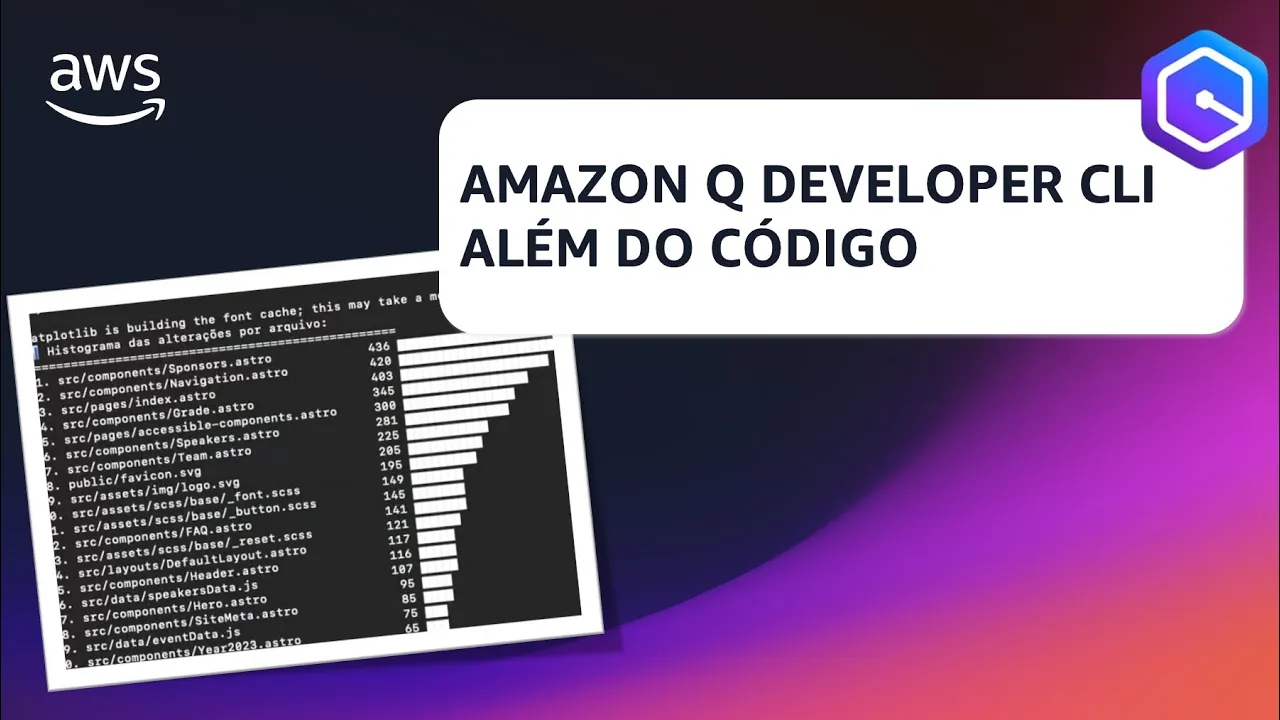 aws
AMAZON Q DEVELOPER CLI
ALÉM DO CÓDIGO
atplotlib is building the font cache; this may take a
Histograma das alterações por arquivo:
==================================================
1. src/components/Sponsors.astro 436
2. src/components/Navigation.astro 420
3. src/pages/index.astro 403
4. src/components/Grade.astro 345
5. src/pages/accessible-components.astro 300
6. src/components/Speakers.astro 281
7. src/components/Team.astro 225
8. public/favicon.svg 205
9. src/assets/img/logo.svg 195
0. src/assets/scss/base/_font.scss 149
1. src/assets/scss/base/_button.scss 145
2. src/components/FAQ.astro 141
3. src/assets/scss/base/_reset.scss 121
4. src/layouts/DefaultLayout.astro 117
5. src/components/Header.astro 116
6. src/data/speakersData.js 107
7. src/components/Hero.astro 95
8. src/components/SiteMeta.astro 85
9. src/data/eventData.js 75
0. src/components/Year2023.astro 65